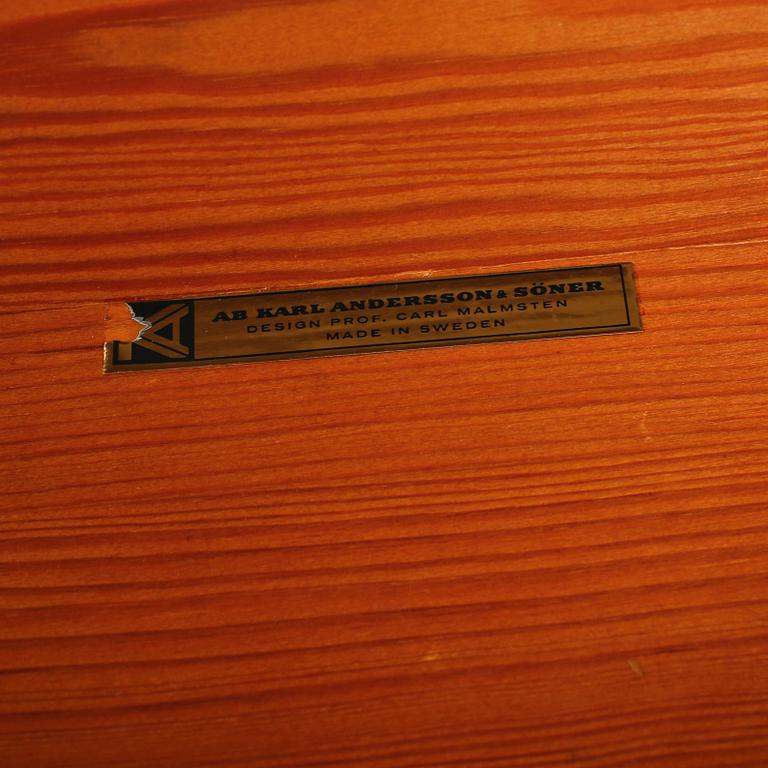 AB KARL ANDERSSON & SÖNER
DESIGN PROF. CARL MALMSTEN
MADE IN SWEDEN